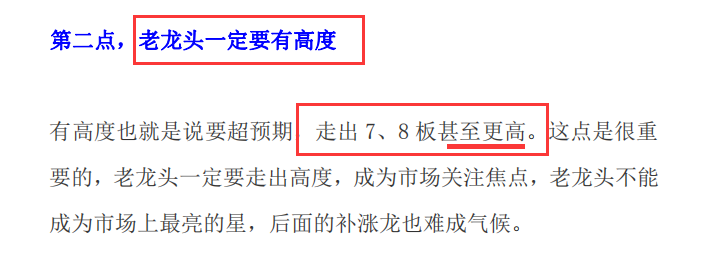 第二点，老龙头一定要有高度
有高度也就是说要超预期，走出 7、8 板甚至更高。这点是很重
要的，老龙头一定要走出高度，成为市场关注焦点，老龙头不能
成为市场上最亮的星，后面的补涨龙也难成气候。